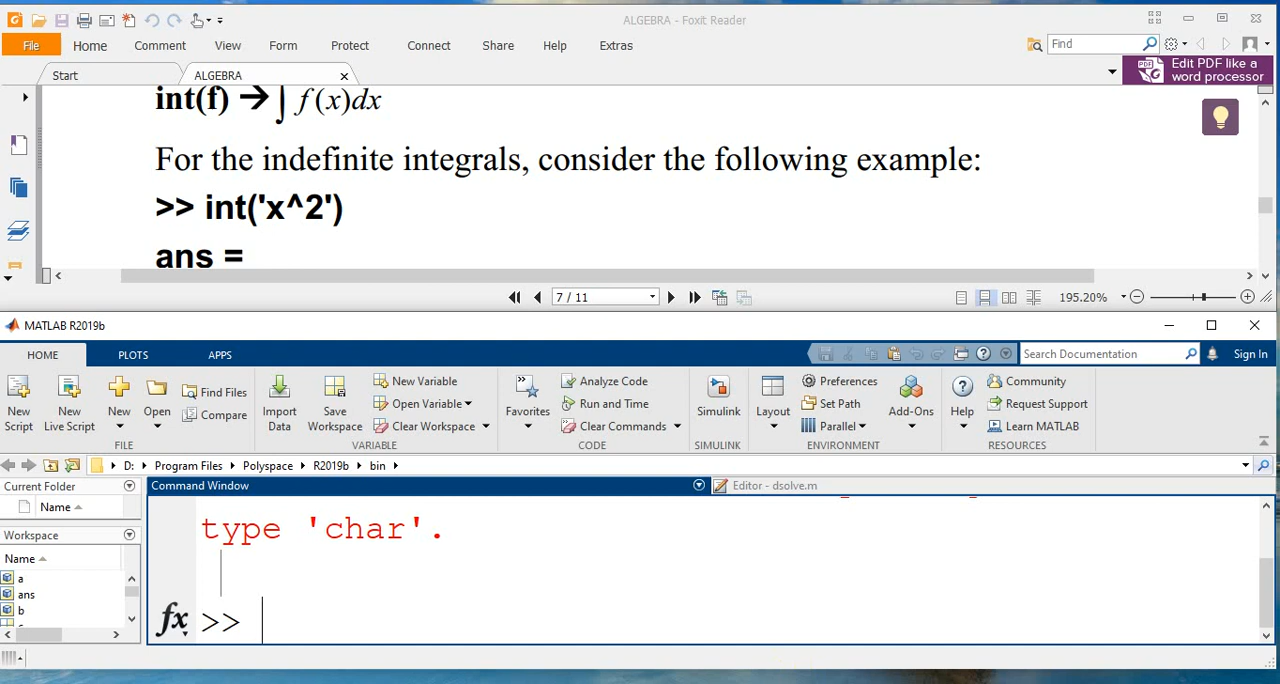 ALGEBRA - Foxit Reader
File Home Comment View Form Protect Connect Share Help Extras Find
Start ALGEBRA
Edit PDF like a
word processor
int(f) → ∫ f(x)dx
For the indefinite integrals, consider the following example:
>> int('x^2')
ans =
7 / 11 195.20%
MATLAB R2019b
HOME PLOTS APPS Search Documentation Sign In
New Script New Live Script New Open Find Files Compare
Import Data Save Workspace New Variable Open Variable Clear Workspace
Favorites Analyze Code Run and Time Clear Commands
Simulink Layout Preferences Set Path Parallel Add-Ons
Help Community Request Support Learn MATLAB
FILE VARIABLE CODE SIMULINK ENVIRONMENT RESOURCES
D: Program Files Polyspace R2019b bin
Current Folder Command Window Editor - dsolve.m
Name
Workspace
Name
a
ans
b
type 'char'.
fx >>